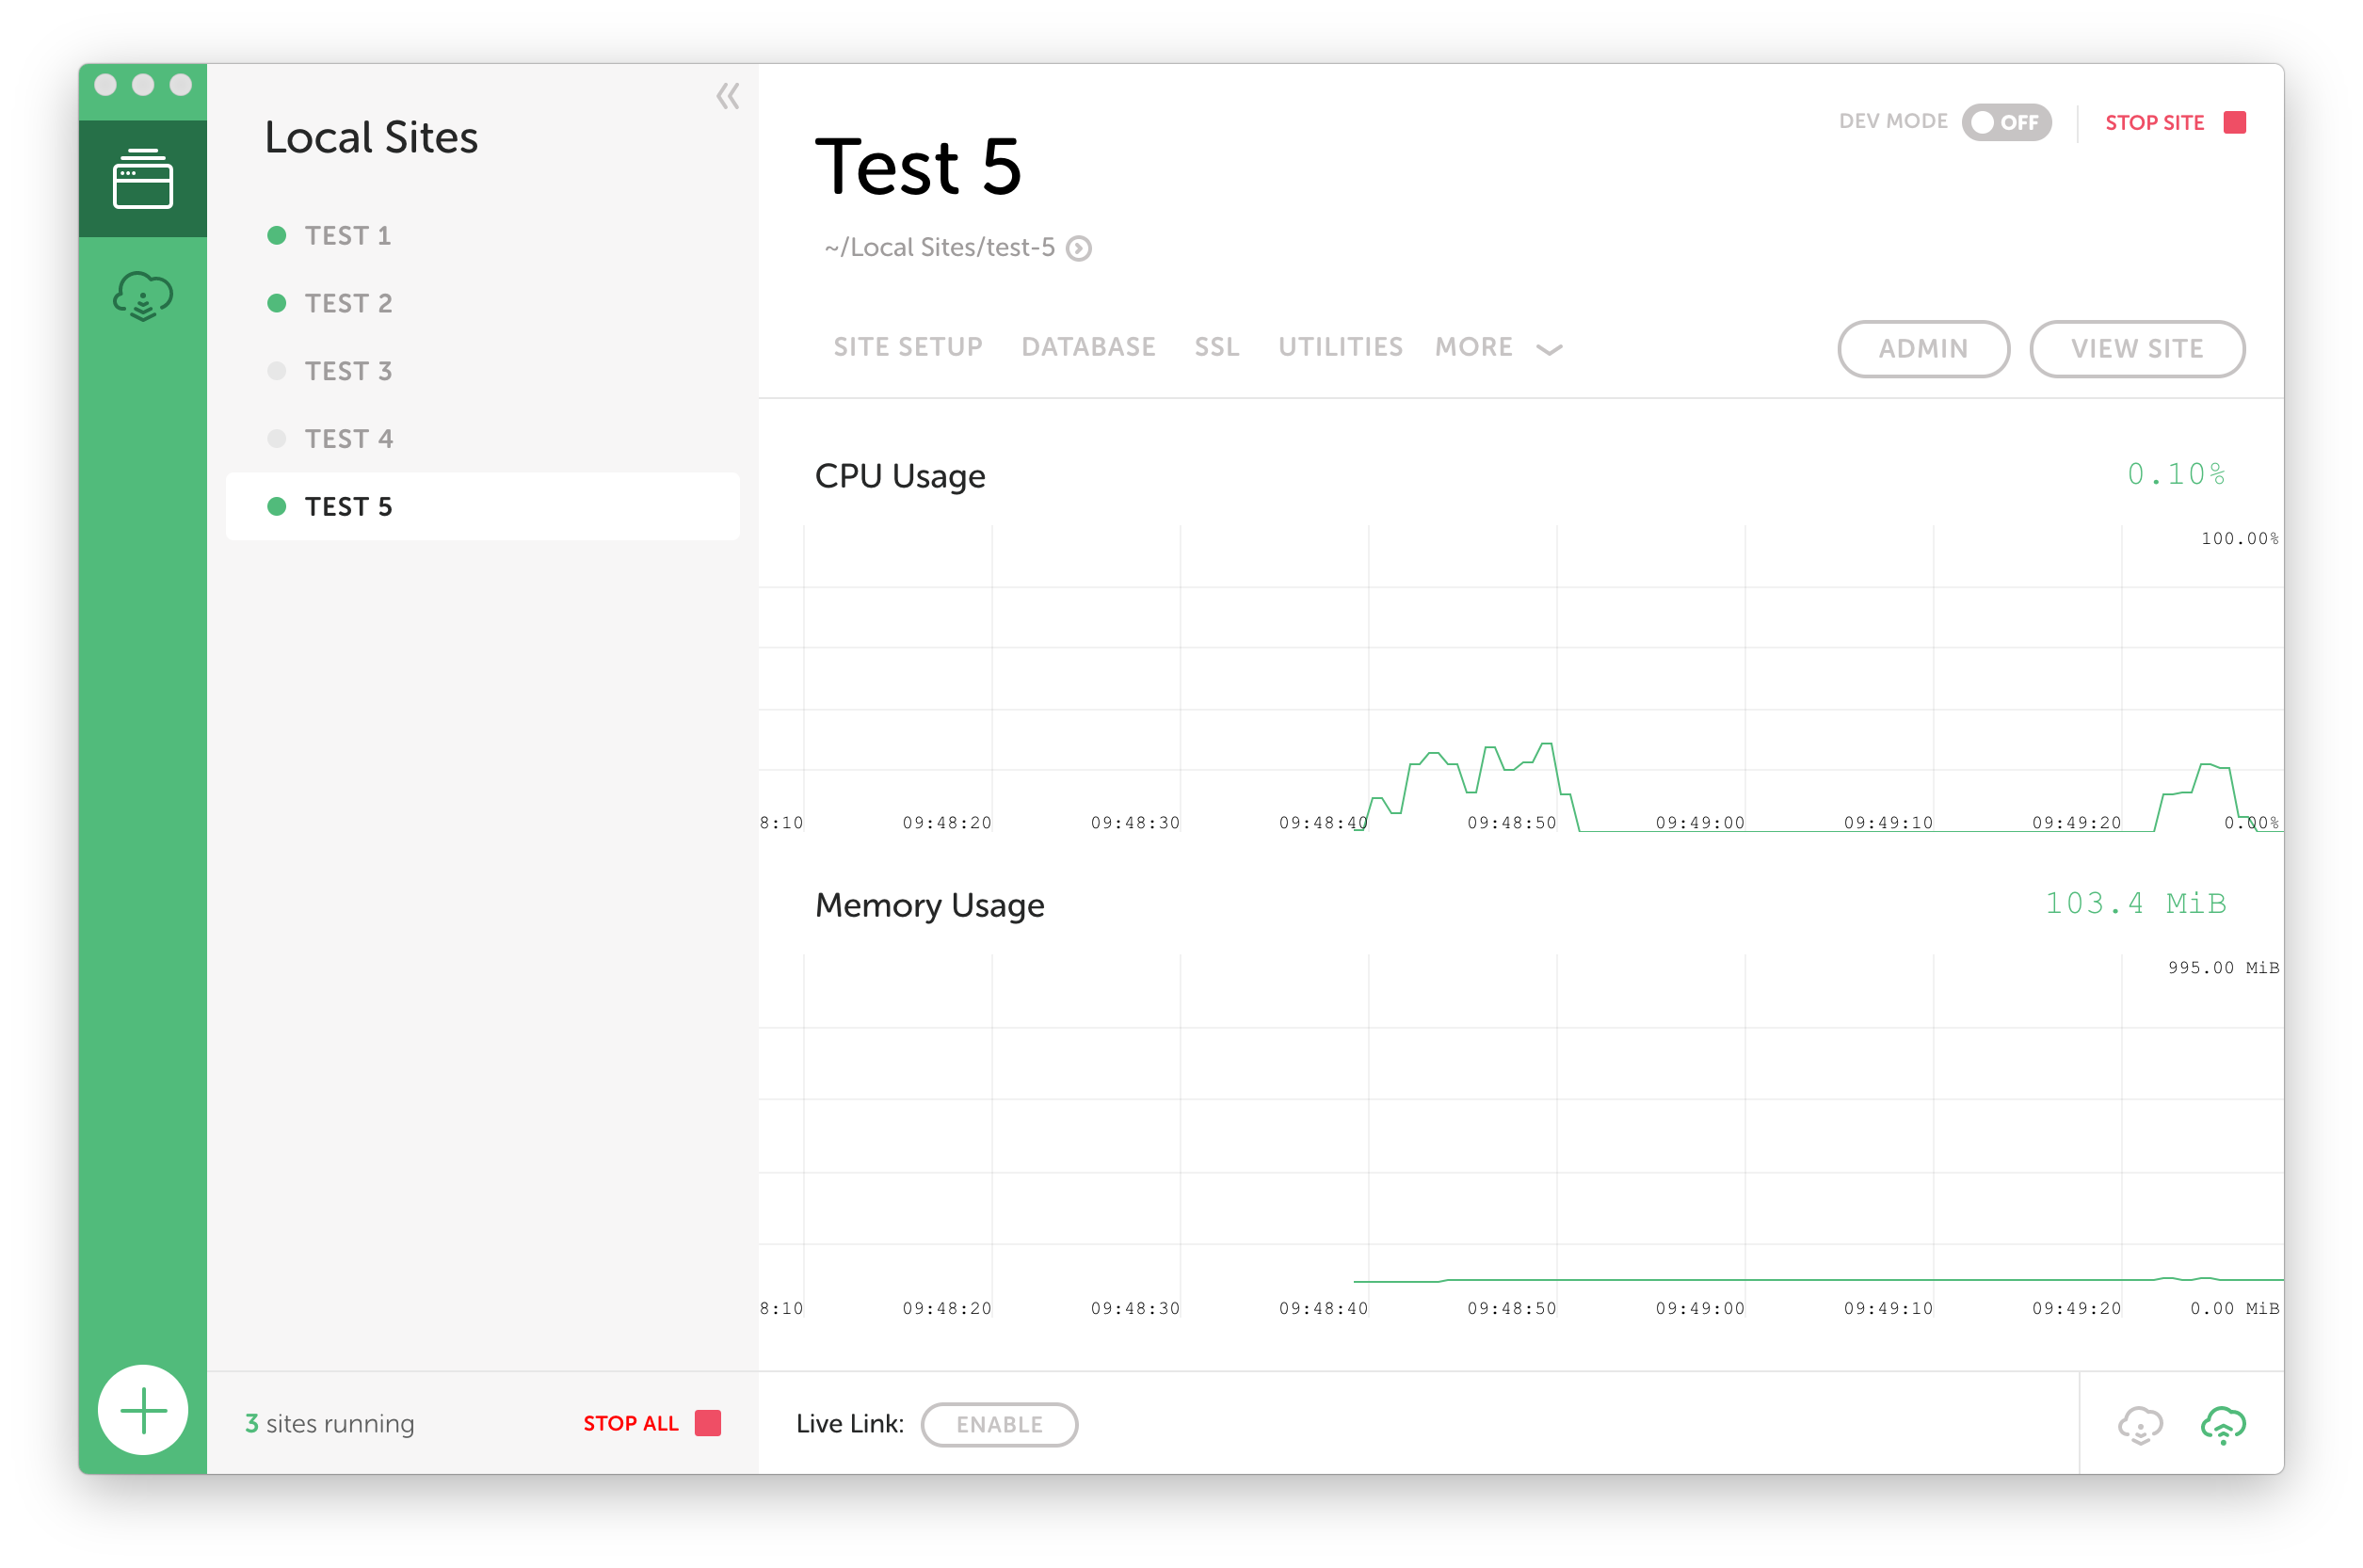 Local Sites
TEST 1
TEST 2
TEST 3
TEST 4
TEST 5
3 sites running
STOP ALL
DEV MODE OFF STOP SITE
Test 5
~/Local Sites/test-5
SITE SETUP DATABASE SSL UTILITIES MORE ADMIN VIEW SITE
CPU Usage 0.10%
100.00%
8:10 09:48:20 09:48:30 09:48:40 09:48:50 09:49:00 09:49:10 09:49:20 0.00%
Memory Usage 103.4 MiB
995.00 MiB
8:10 09:48:20 09:48:30 09:48:40 09:48:50 09:49:00 09:49:10 09:49:20 0.00 MiB
Live Link: ENABLE